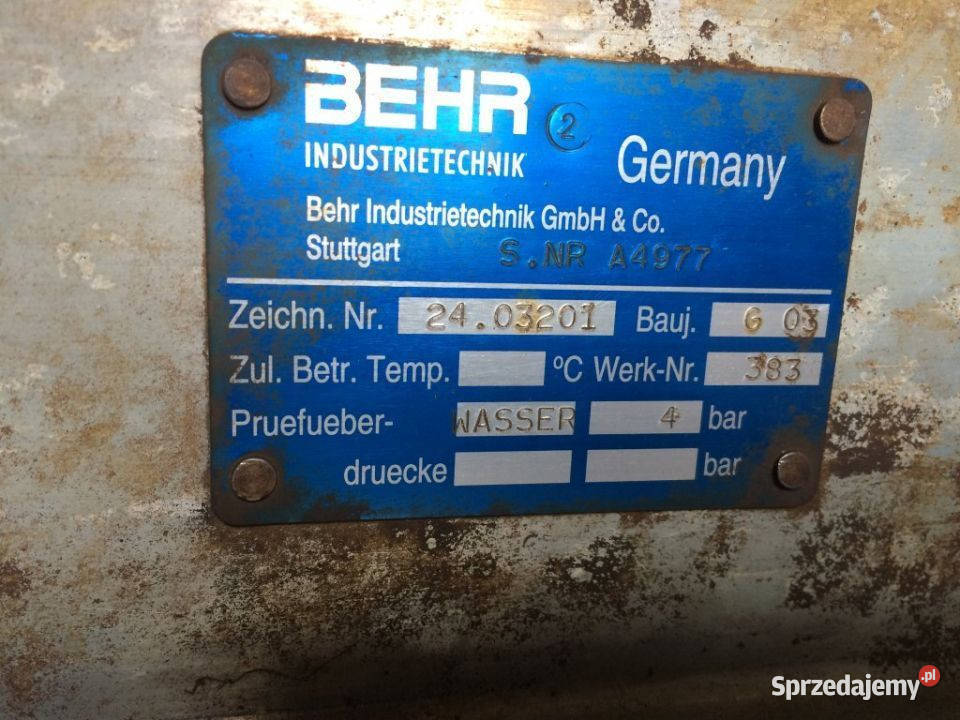 BEHR 2
INDUSTRIETECHNIK Germany
Behr Industrietechnik GmbH & Co.
Stuttgart S.NR A4977
Zeichn. Nr. 24.03201 Bauj. 6 03
Zul. Betr. Temp. ºC Werk-Nr. 383
Pruefueber- WASSER 4 bar
druecke bar
Sprzedajemy.pl